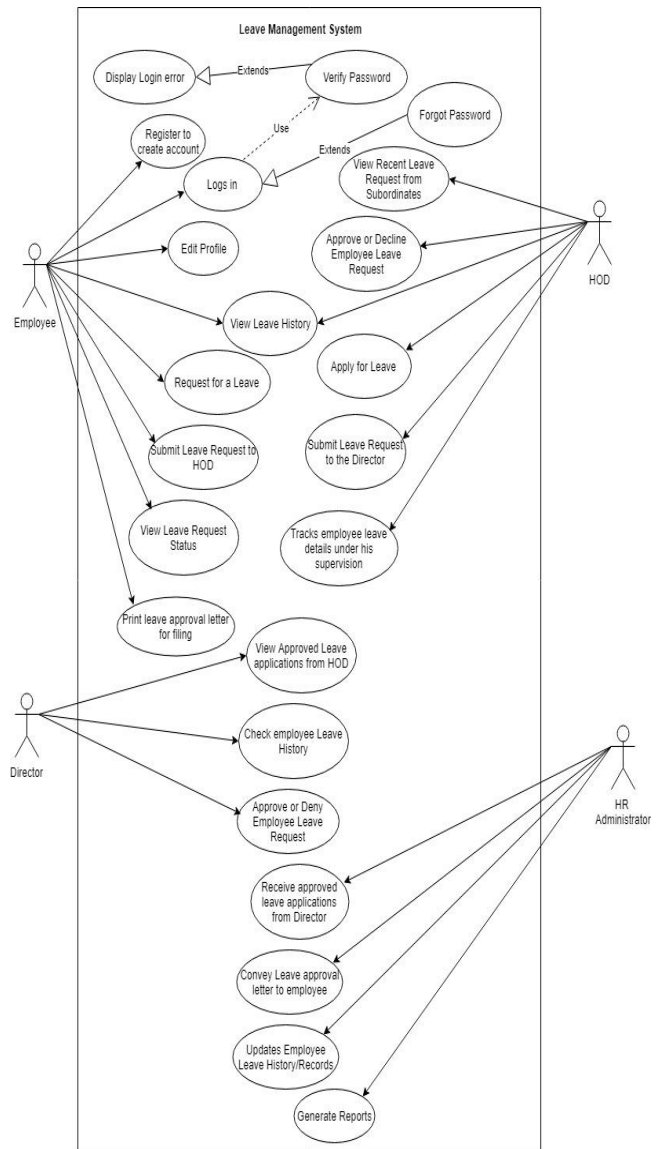 Leave Management System
Display Login error
Extends
Verify Password
Forgot Password
Register to
create account
Use
Extends
Logs in
View Recent Leave
Request from
Subordinates
Edit Profile
Approve or Decline
Employee Leave
Request
Employee
HOD
View Leave History
Request for a Leave
Apply for Leave
Submit Leave Request to
HOD
Submit Leave Request
to the Director
View Leave Request
Status
Tracks employee leave
details under his
supervision
Print leave approval letter
for filing
View Approved Leave
applications from HOD
Director
Check employee Leave
History
HR
Administrator
Approve or Deny
Employee Leave
Request
Receive approved
leave applications
from Director
Convey Leave approval
letter to employee
Updates Employee
Leave History/Records
Generate Reports